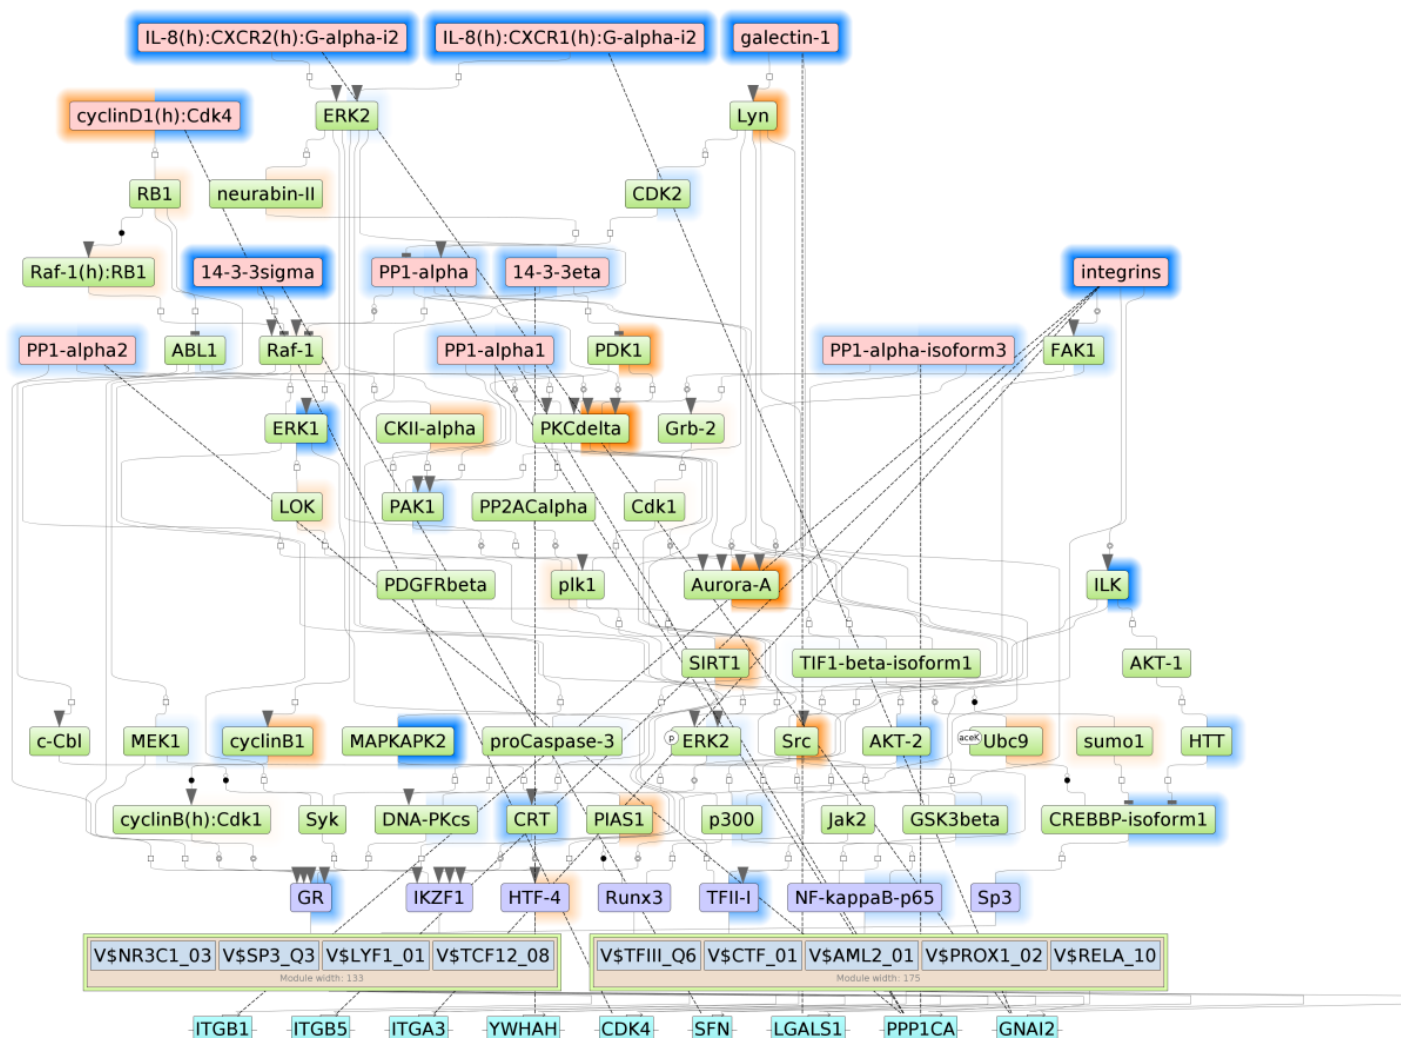 IL-8(h):CXCR2(h):G-alpha-i2
IL-8(h):CXCR1(h):G-alpha-i2
galectin-1
cyclinD1(h):Cdk4
ERK2
Lyn
RB1
neurabin-II
CDK2
Raf-1(h):RB1
14-3-3sigma
PP1-alpha
14-3-3eta
integrins
PP1-alpha2
ABL1
Raf-1
PP1-alpha1
PDK1
PP1-alpha-isoform3
FAK1
ERK1
CKII-alpha
PKCdelta
Grb-2
LOK
PAK1
PP2ACalpha
Cdk1
PDGFRbeta
plk1
Aurora-A
ILK
SIRT1
TIF1-beta-isoform1
AKT-1
c-Cbl
MEK1
cyclinB1
MAPKAPK2
proCaspase-3
p
ERK2
Src
AKT-2
aceK
Ubc9
sumo1
HTT
cyclinB(h):Cdk1
Syk
DNA-PKcs
CRT
PIAS1
p300
Jak2
GSK3beta
CREBBP-isoform1
GR
IKZF1
HTF-4
Runx3
TFII-I
NF-kappaB-p65
Sp3
V$NR3C1_03
V$SP3_Q3
V$LYF1_01
V$TCF12_08
Module width: 133
V$TFIII_Q6
V$CTF_01
V$AML2_01
V$PROX1_02
V$RELA_10
Module width: 175
ITGB1
ITGB5
ITGA3
YWHAH
CDK4
SFN
LGALS1
PPP1CA
GNAI2